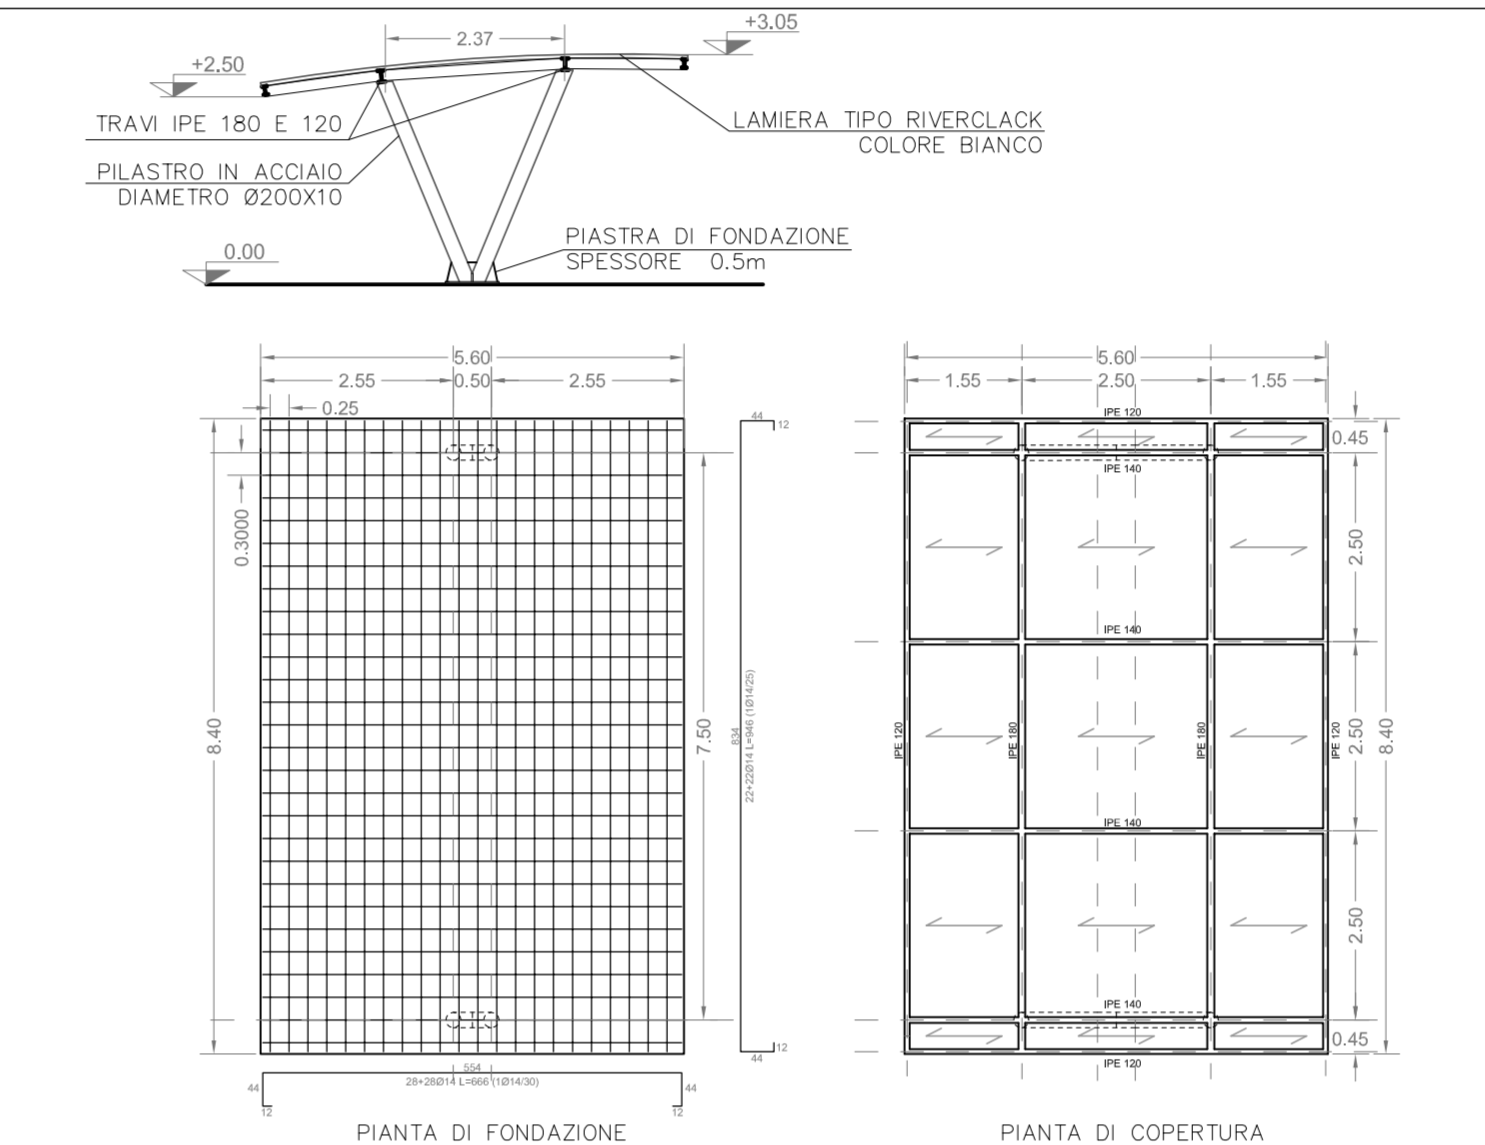 +3.05
2.37
+2.50
TRAVI IPE 180 E 120
LAMIERA TIPO RIVERCLACK
COLORE BIANCO
PILASTRO IN ACCIAIO
DIAMETRO Ø200X10
PIASTRA DI FONDAZIONE
SPESSORE 0.5m
0.00
5.60
2.55 0.50 2.55
0.25
0.3000
8.40
7.50
44
12
834
22+22Ø14 L=946 (1Ø14/25)
12
44
554
28+28Ø14 L=666 (1Ø14/30)
44
44
12
12
PIANTA DI FONDAZIONE
5.60
1.55 2.50 1.55
IPE 120
0.45
IPE 140
2.50
IPE 140
IPE 120
IPE 180
IPE 180
IPE 120
2.50
8.40
IPE 140
2.50
IPE 140
0.45
IPE 120
PIANTA DI COPERTURA